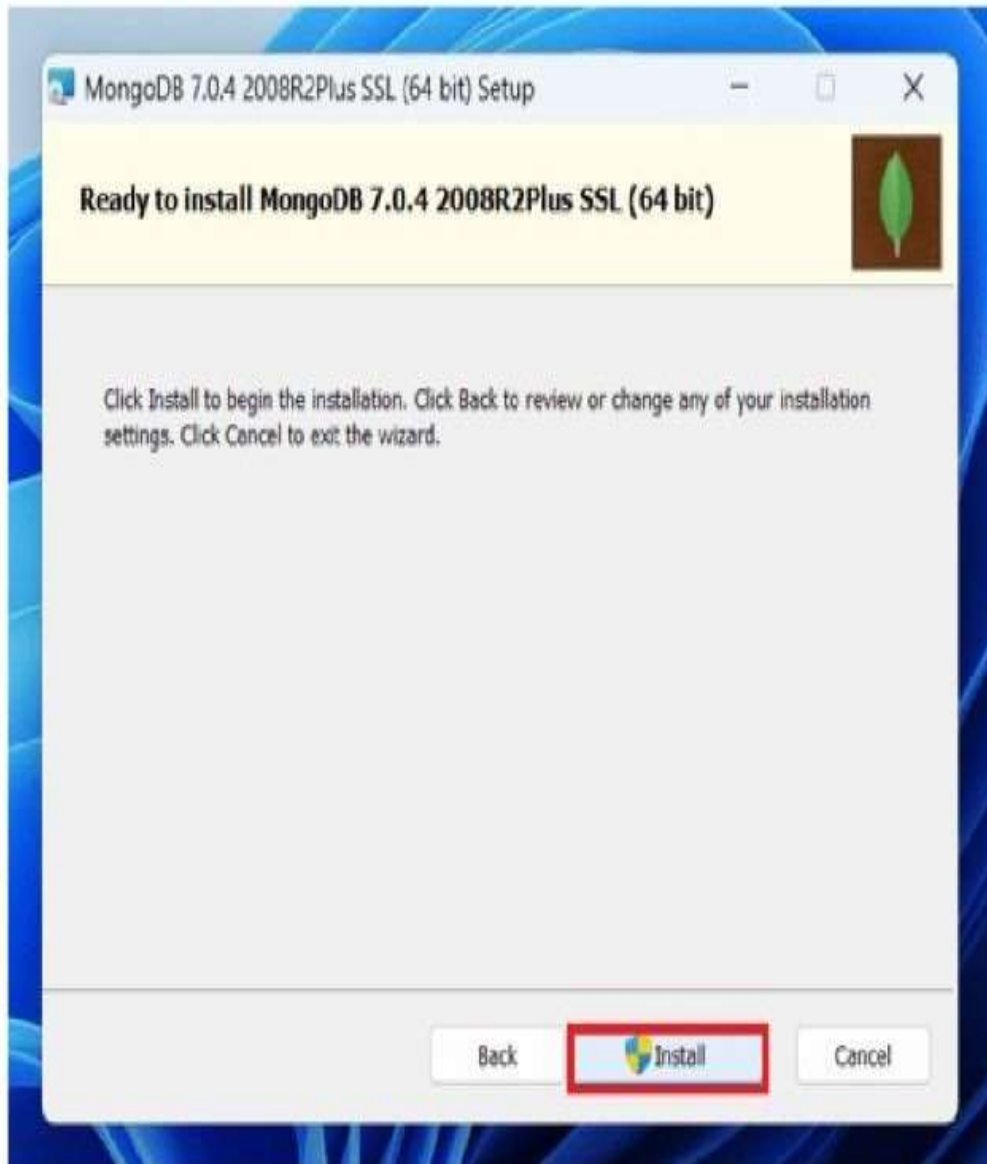 MongoDB 7.0.4 2008R2Plus SSL (64 bit) Setup
Ready to install MongoDB 7.0.4 2008R2Plus SSL (64 bit)
Click Install to begin the installation. Click Back to review or change any of your installation
settings. Click Cancel to exit the wizard.
Back Install Cancel